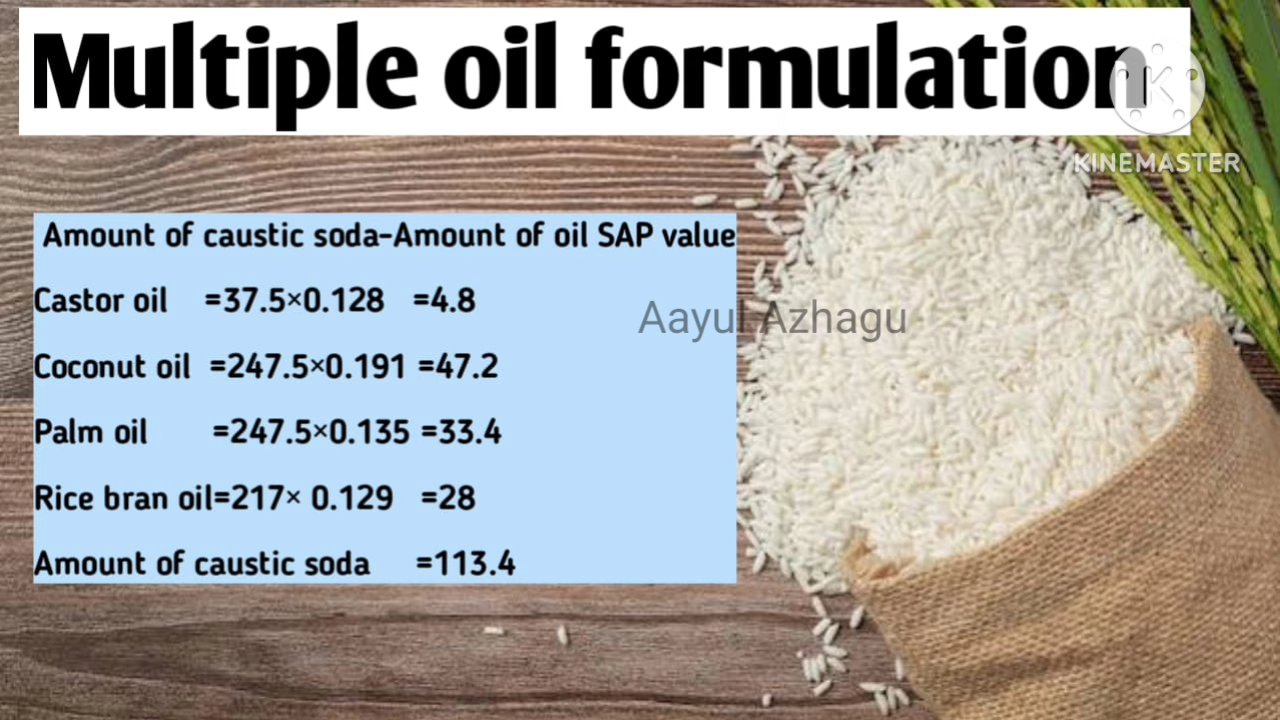 Multiple oil formulation
KINEMASTER
Amount of caustic soda-Amount of oil SAP value
Castor oil =37.5×0.128 =4.8
Aayul Azhagu
Coconut oil =247.5×0.191 =47.2
Palm oil =247.5×0.135 =33.4
Rice bran oil=217× 0.129 =28
Amount of caustic soda =113.4